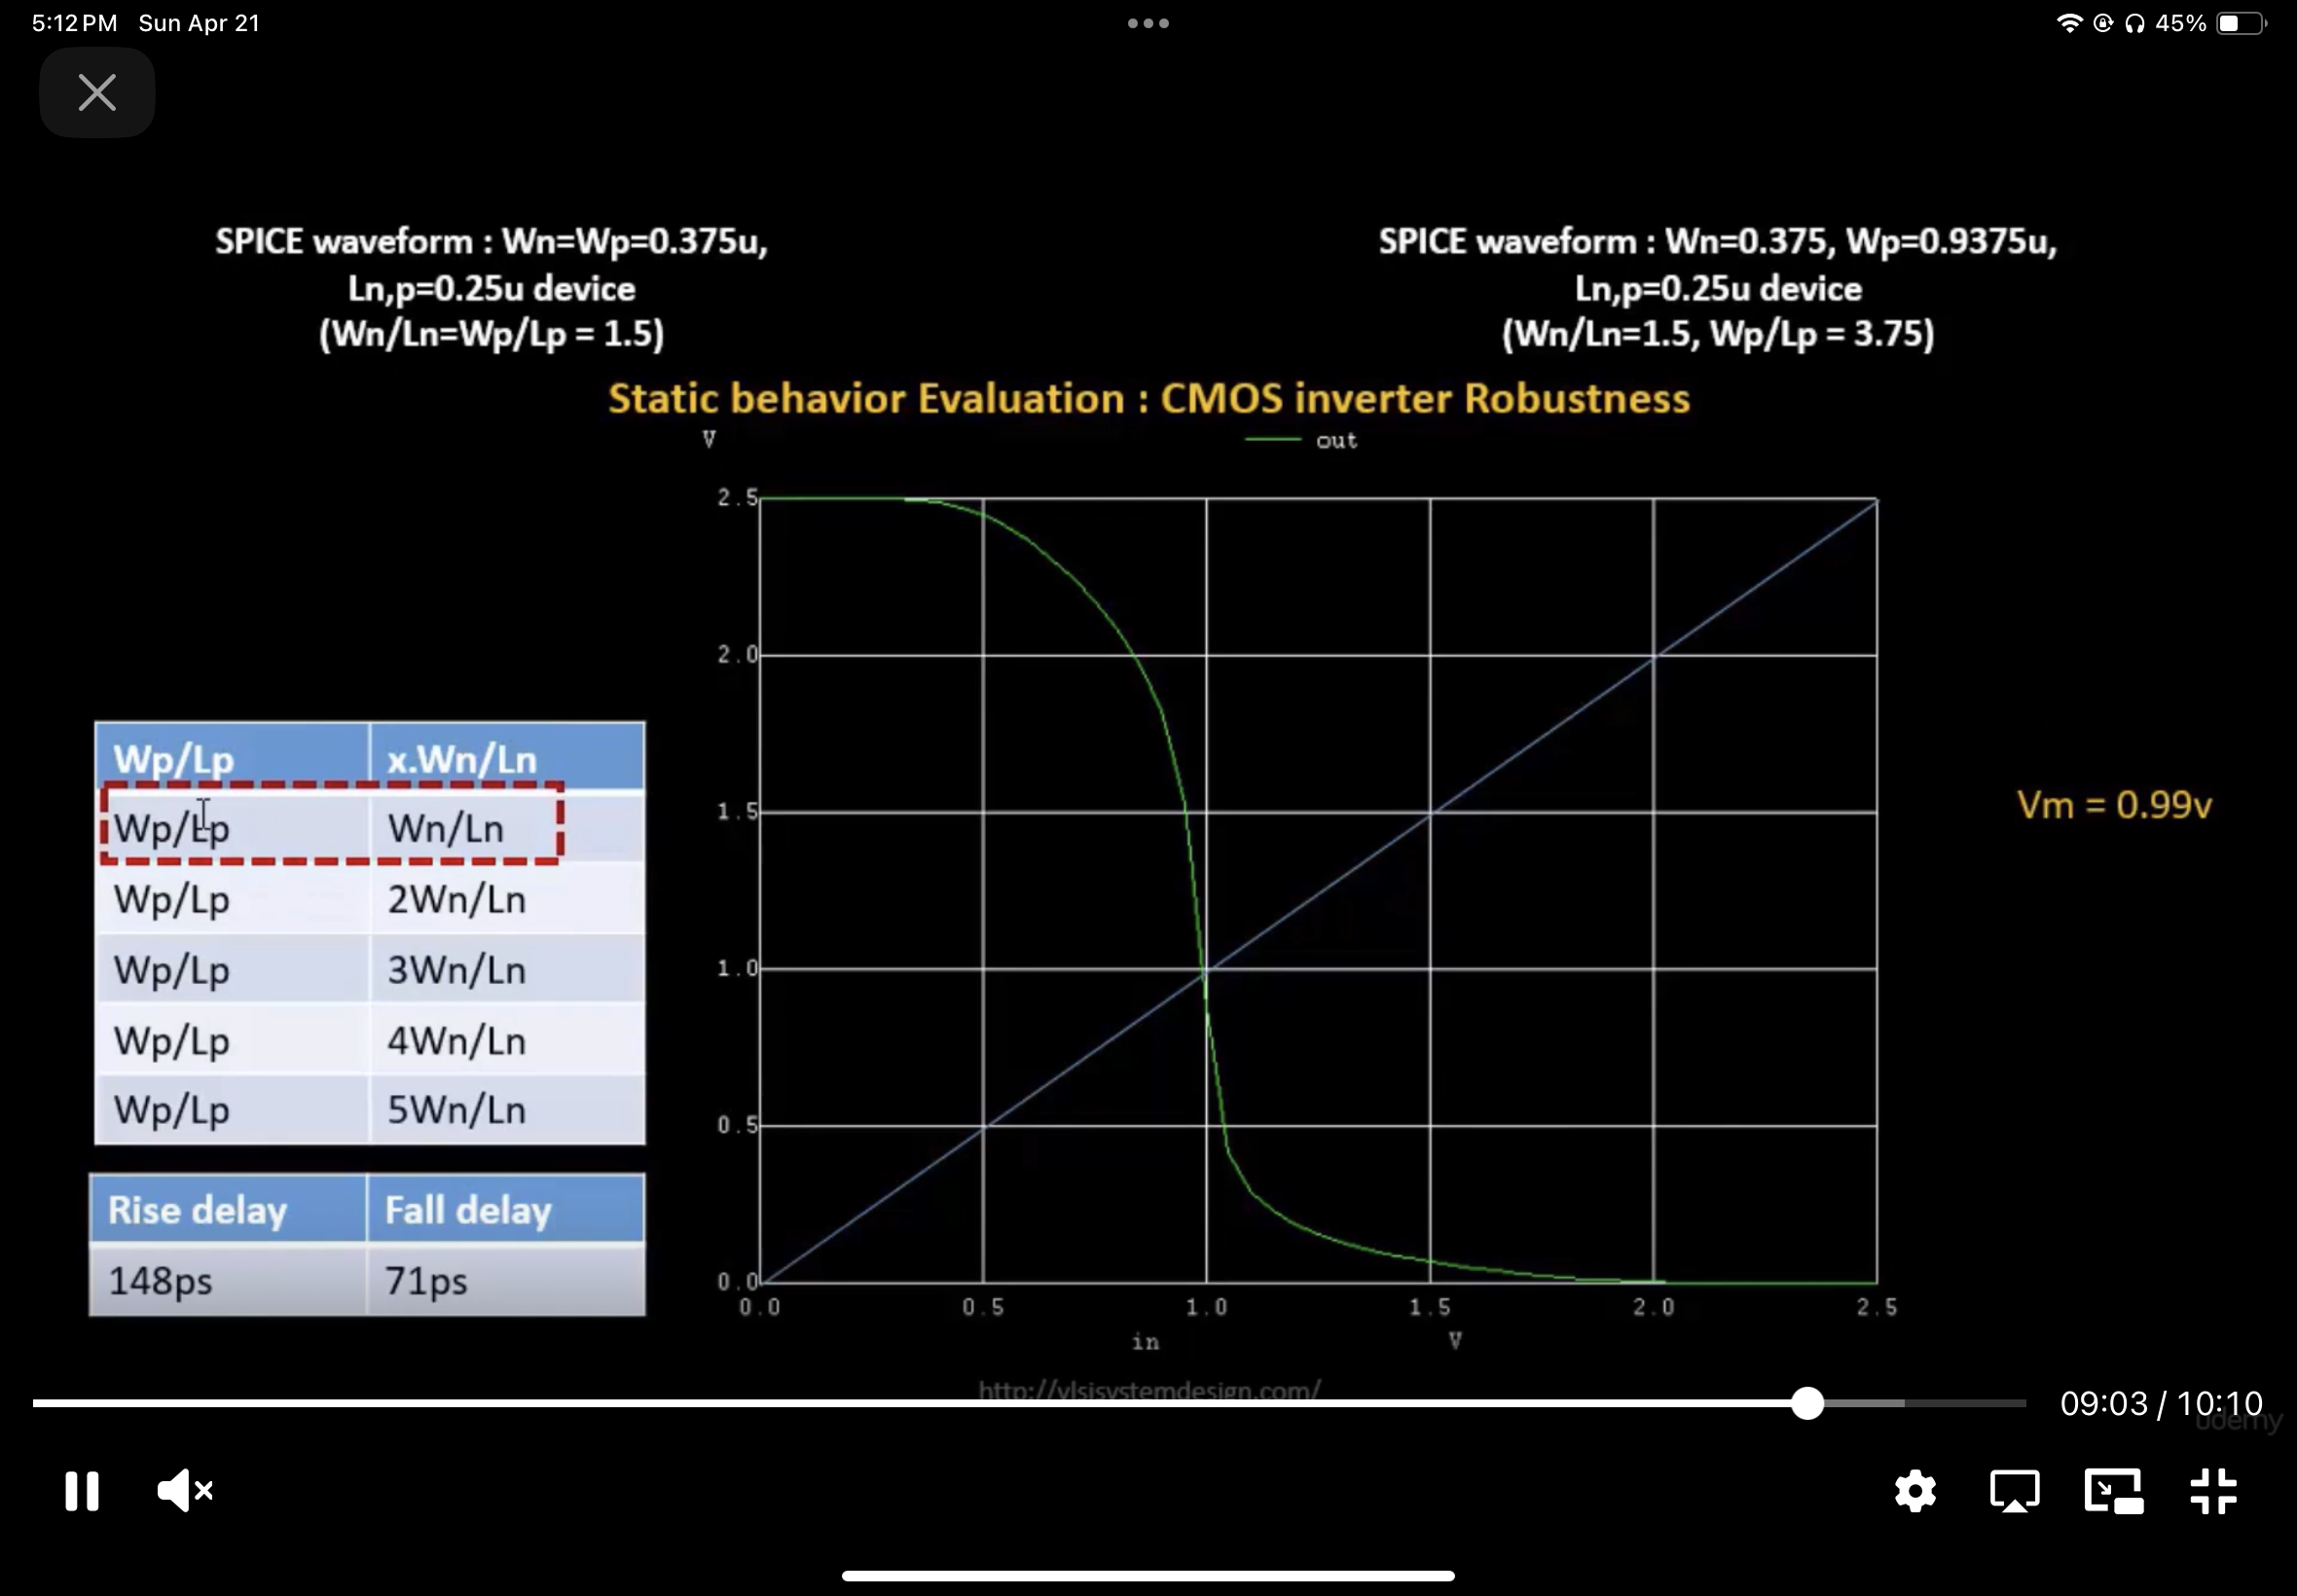 5:12 PM Sun Apr 21
45%
SPICE waveform : Wn=Wp=0.375u,
Ln,p=0.25u device
(Wn/Ln=Wp/Lp = 1.5)
SPICE waveform : Wn=0.375, Wp=0.9375u,
Ln,p=0.25u device
(Wn/Ln=1.5, Wp/Lp = 3.75)
Static behavior Evaluation : CMOS inverter Robustness
V
out
2.5
2.0
1.5
1.0
0.5
0.0
0.0 0.5 1.0 1.5 2.0 2.5
in V
Wp/Lp x.Wn/Ln
Wp/Lp Wn/Ln
Wp/Lp 2Wn/Ln
Wp/Lp 3Wn/Ln
Wp/Lp 4Wn/Ln
Wp/Lp 5Wn/Ln
Rise delay Fall delay
148ps 71ps
Vm = 0.99v
http://vlsisystemdesign.com/
09:03 / 10:10
udemy